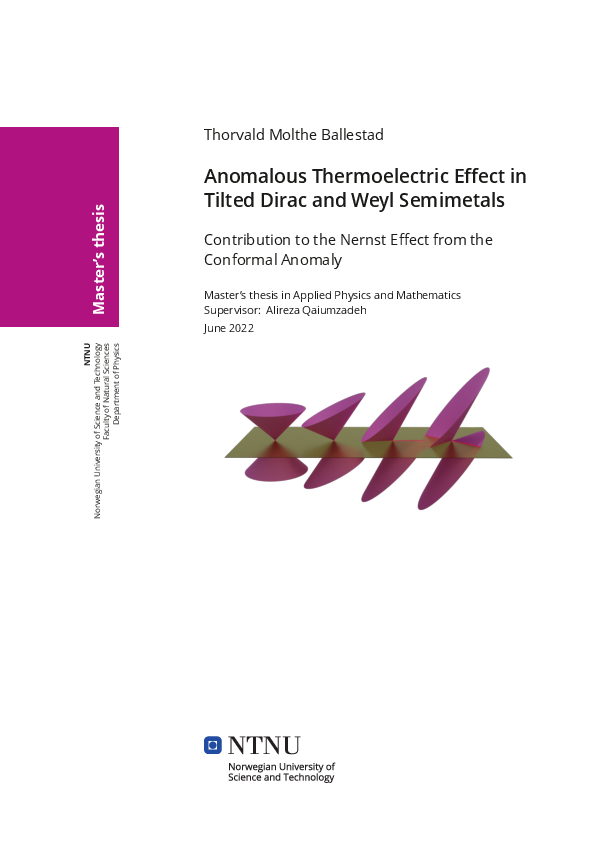 Thorvald Molthe Ballestad
Anomalous Thermoelectric Effect in
Tilted Dirac and Weyl Semimetals
Contribution to the Nernst Effect from the
Conformal Anomaly
Master's thesis in Applied Physics and Mathematics
Supervisor: Alireza Qaiumzadeh
June 2022
Master's thesis
NTNU
Norwegian University of Science and Technology
Faculty of Natural Sciences
Department of Physics
NTNU
Norwegian University of
Science and Technology